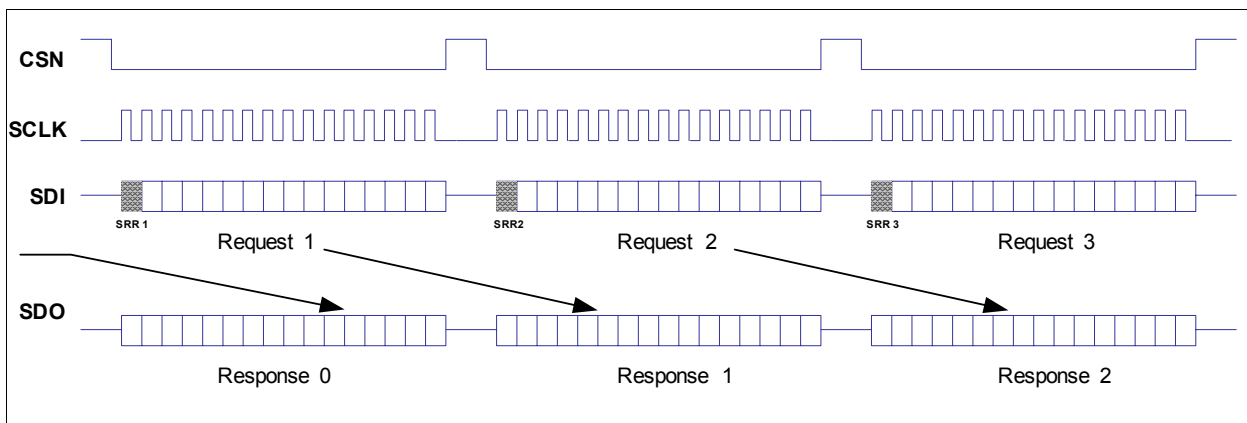 CSN
SCLK
SDI
SRR 1 SRR2 SRR 3
Request 1 Request 2 Request 3
SDO
Response 0 Response 1 Response 2